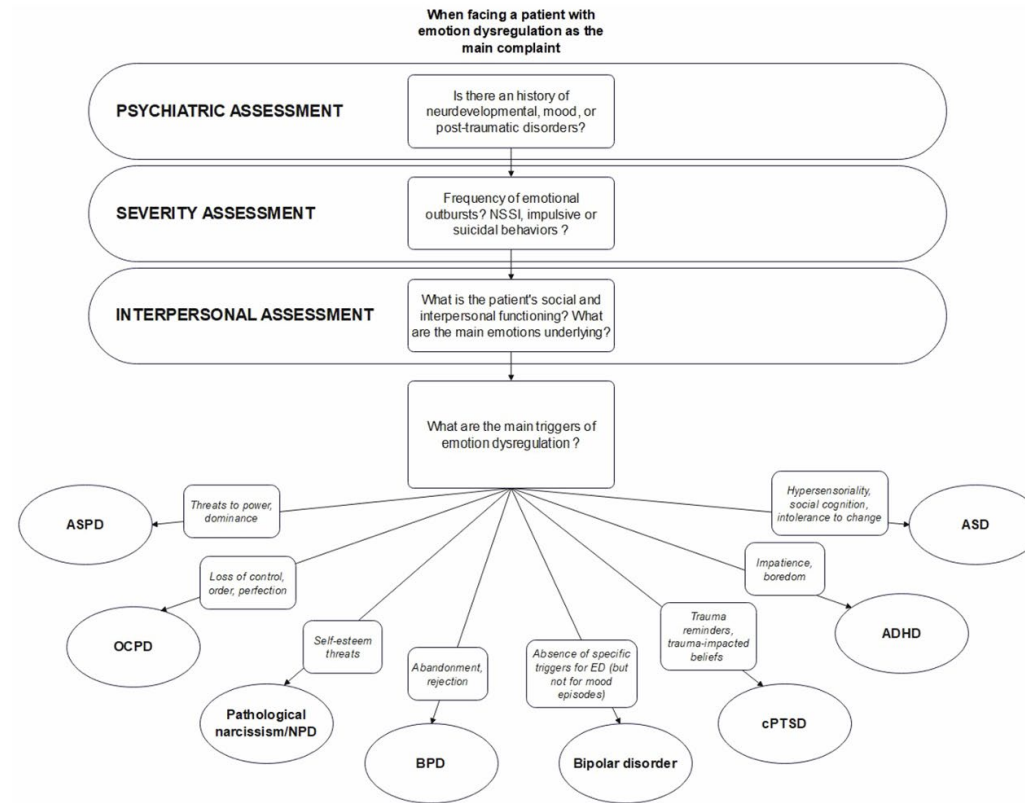 When facing a patient with
emotion dysregulation as the
main complaint
PSYCHIATRIC ASSESSMENT
Is there an history of
neurdevelopmental, mood, or
post-traumatic disorders?
SEVERITY ASSESSMENT
Frequency of emotional
outbursts? NSSI, impulsive or
suicidal behaviors ?
INTERPERSONAL ASSESSMENT
What is the patient's social and
interpersonal functioning? What
are the main emotions underlying?
What are the main triggers of
emotion dysregulation ?
Threats to power,
dominance
ASPD
Loss of control,
order, perfection
OCPD
Self-esteem
threats
Pathological
narcissism/NPD
Abandonment,
rejection
BPD
Absence of specific
triggers for ED (but
not for mood
episodes)
Bipolar disorder
Trauma
reminders,
trauma-impacted
beliefs
cPTSD
Impatience,
boredom
ADHD
Hypersensoriality,
social cognition,
intolerance to change
ASD